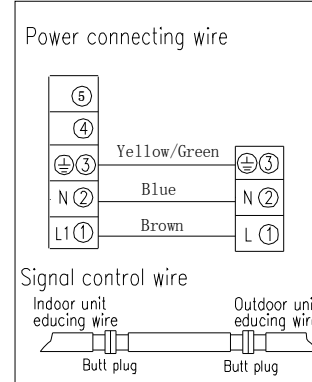 Power connecting wire
⑤
④
⏚③ Yellow/Green ⏚③
N② Blue N②
L1① Brown L①
Signal control wire
Indoor unit Outdoor unit
educing wire educing wire
Butt plug Butt plug